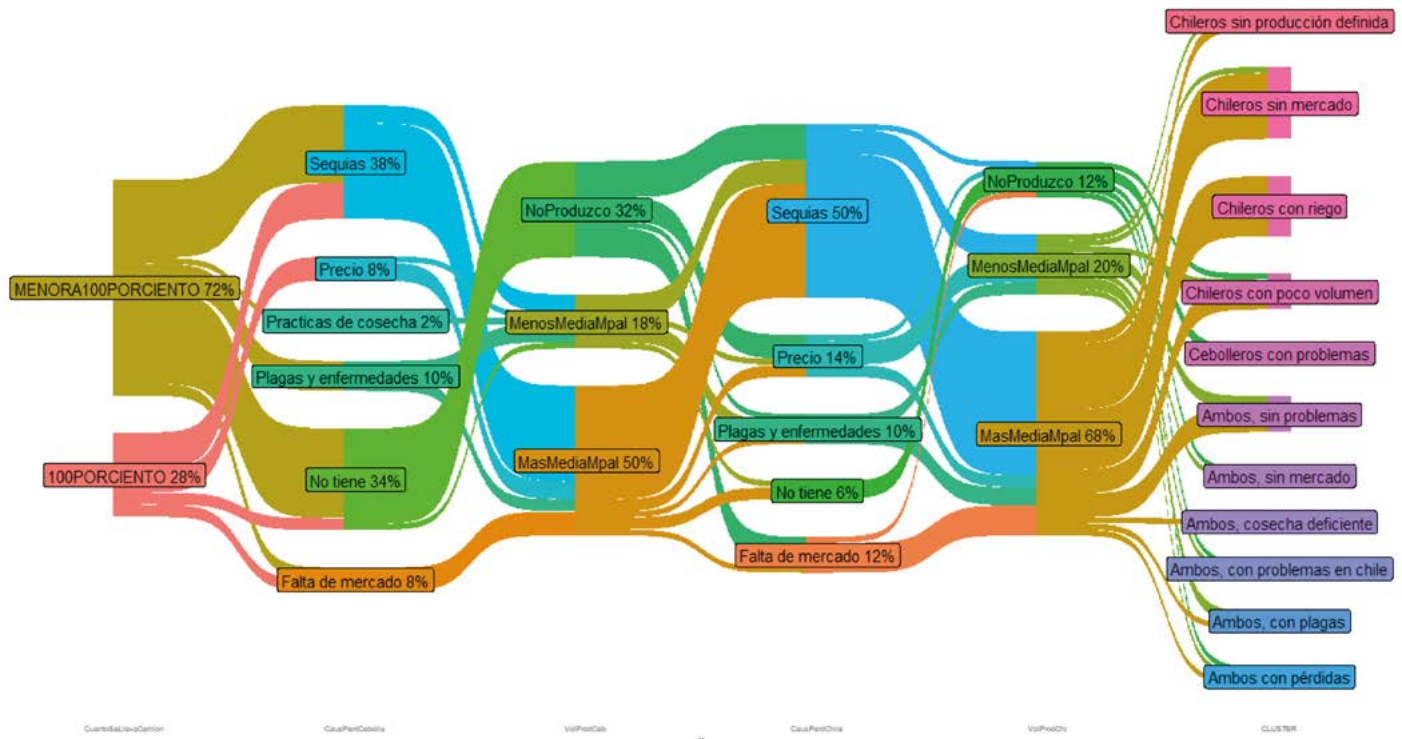 MENORA100PORCIENTO 72%
100PORCIENTO 28%
Sequias 38%
Precio 8%
Practicas de cosecha 2%
Plagas y enfermedades 10%
No tiene 34%
Falta de mercado 8%
NoProduzco 32%
MenosMediaMpal 18%
MasMediaMpal 50%
Sequias 50%
Precio 14%
Plagas y enfermedades 10%
No tiene 6%
Falta de mercado 12%
NoProduzco 12%
MenosMediaMpal 20%
MasMediaMpal 68%
Chileros sin producción definida
Chileros sin mercado
Chileros con riego
Chileros con poco volumen
Cebolleros con problemas
Ambos, sin problemas
Ambos, sin mercado
Ambos, cosecha deficiente
Ambos, con problemas en chile
Ambos, con plagas
Ambos con pérdidas
CLUSTER